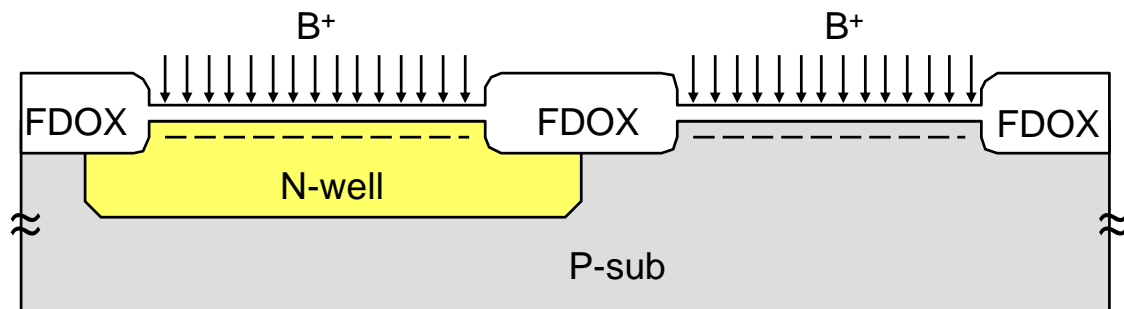 B⁺ B⁺
FDOX FDOX FDOX
N-well
P-sub